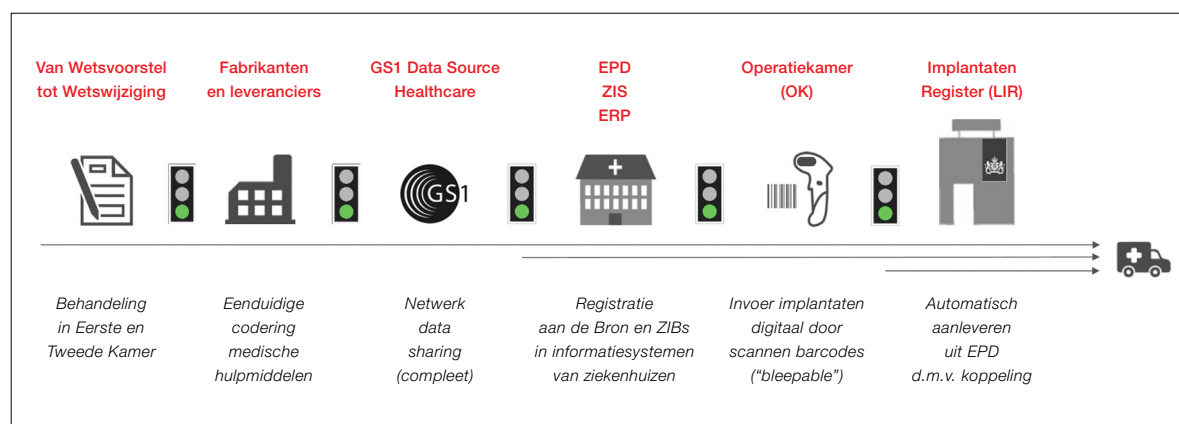 Van Wetsvoorstel
tot Wetswijziging
Fabrikanten
en leveranciers
GS1 Data Source
Healthcare
EPD
ZIS
ERP
Operatiekamer
(OK)
Implantaten
Register (LIR)
GS1
Behandeling
in Eerste en
Tweede Kamer
Eenduidige
codering
medische
hulpmiddelen
Netwerk
data
sharing
(compleet)
Registratie
aan de Bron en ZIBs
in informatiesystemen
van ziekenhuizen
Invoer implantaten
digitaal door
scannen barcodes
(“bleepable”)
Automatisch
aanleveren
uit EPD
d.m.v. koppeling